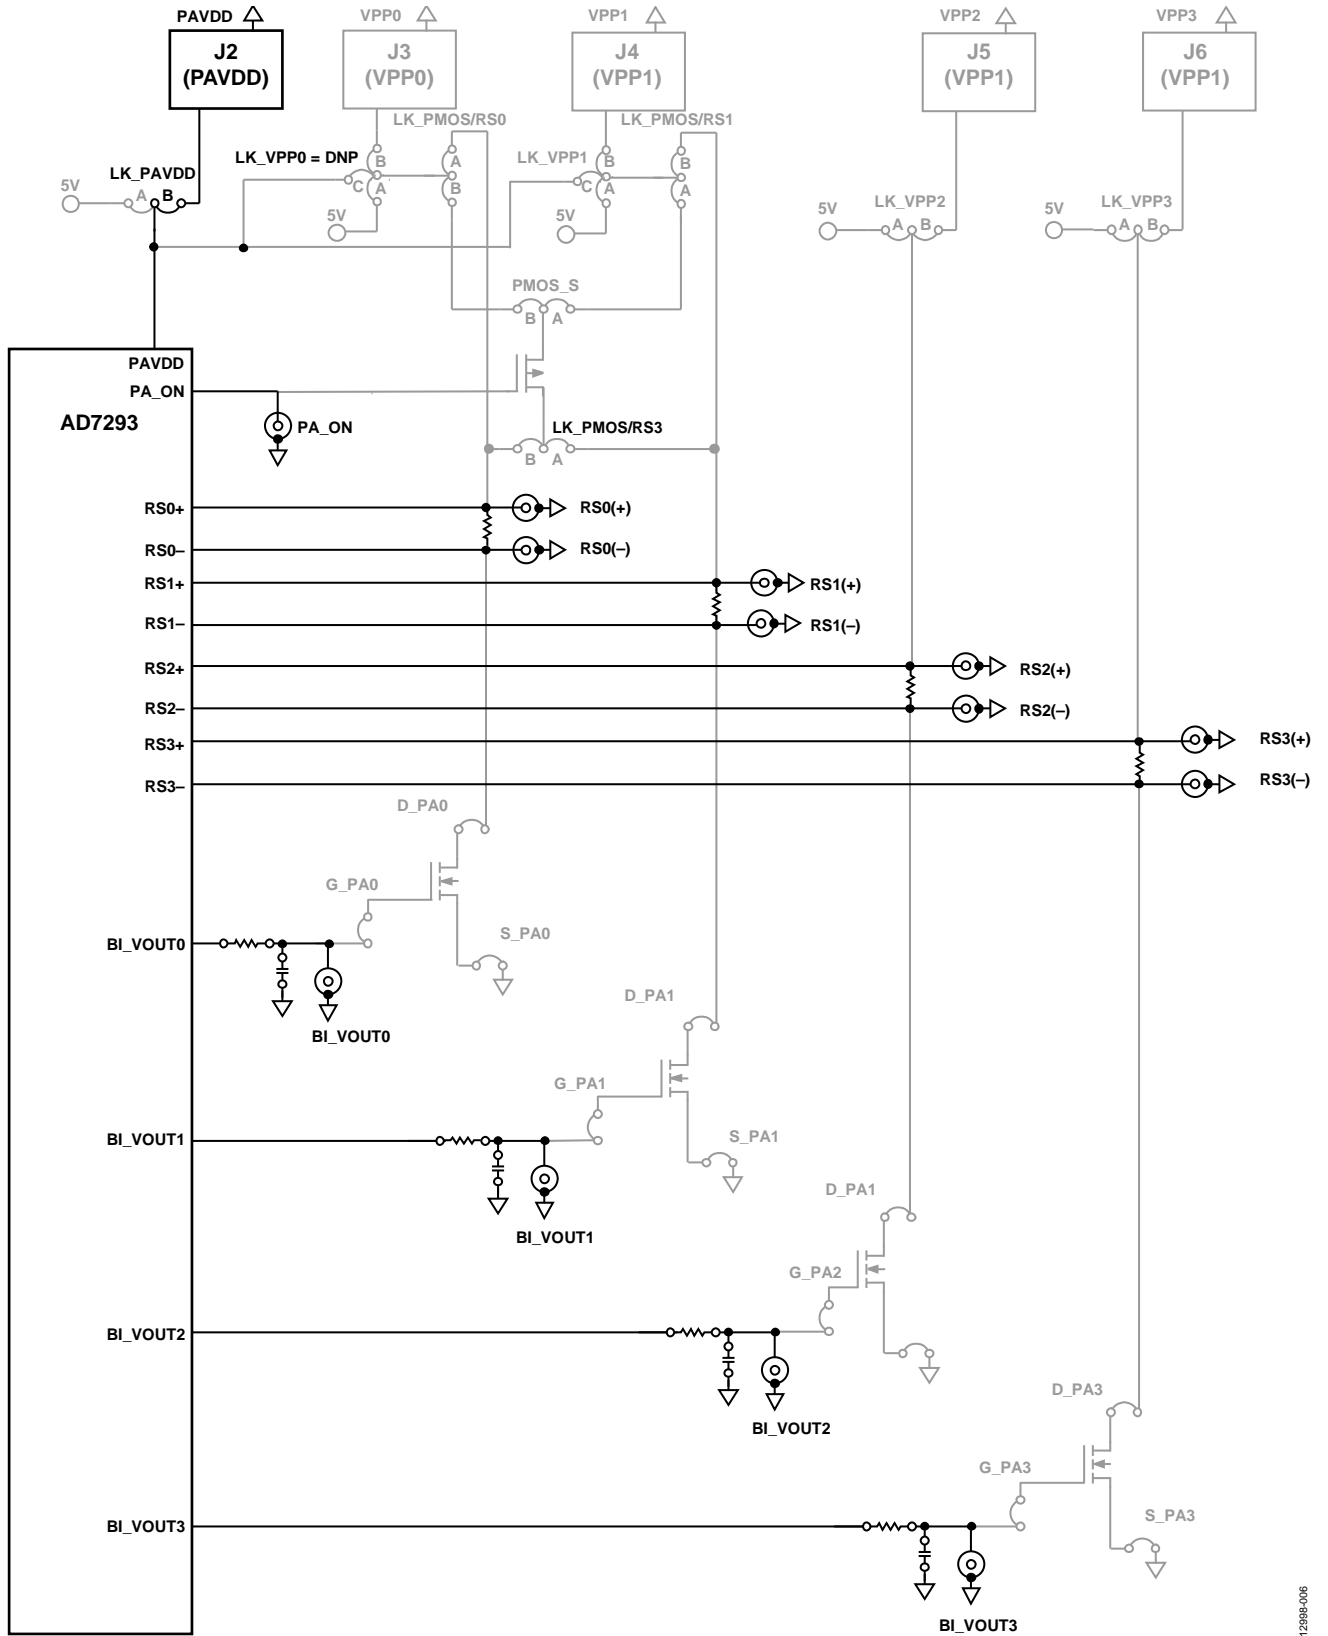 PAVDD
VPP0
VPP1
VPP2
VPP3
J2
(PAVDD)
J3
(VPP0)
J4
(VPP1)
J5
(VPP1)
J6
(VPP1)
LK_PMOS/RS0
LK_PMOS/RS1
LK_VPP0 = DNP
LK_VPP1
LK_PAVDD
B
A
B
B
C
A
B
C
A
A
5V
A
B
5V
5V
LK_VPP2
5V
A
B
LK_VPP3
5V
A
B
PMOS_S
B
A
PAVDD
PA_ON
AD7293
PA_ON
LK_PMOS/RS3
B
A
RS0+
RS0(+)
RS0–
RS0(–)
RS1+
RS1(+)
RS1–
RS1(–)
RS2+
RS2(+)
RS2–
RS2(–)
RS3+
RS3(+)
RS3–
RS3(–)
D_PA0
G_PA0
S_PA0
BI_VOUT0
BI_VOUT0
D_PA1
G_PA1
S_PA1
BI_VOUT1
BI_VOUT1
D_PA1
G_PA2
BI_VOUT2
BI_VOUT2
D_PA3
G_PA3
S_PA3
BI_VOUT3
BI_VOUT3
12998-006